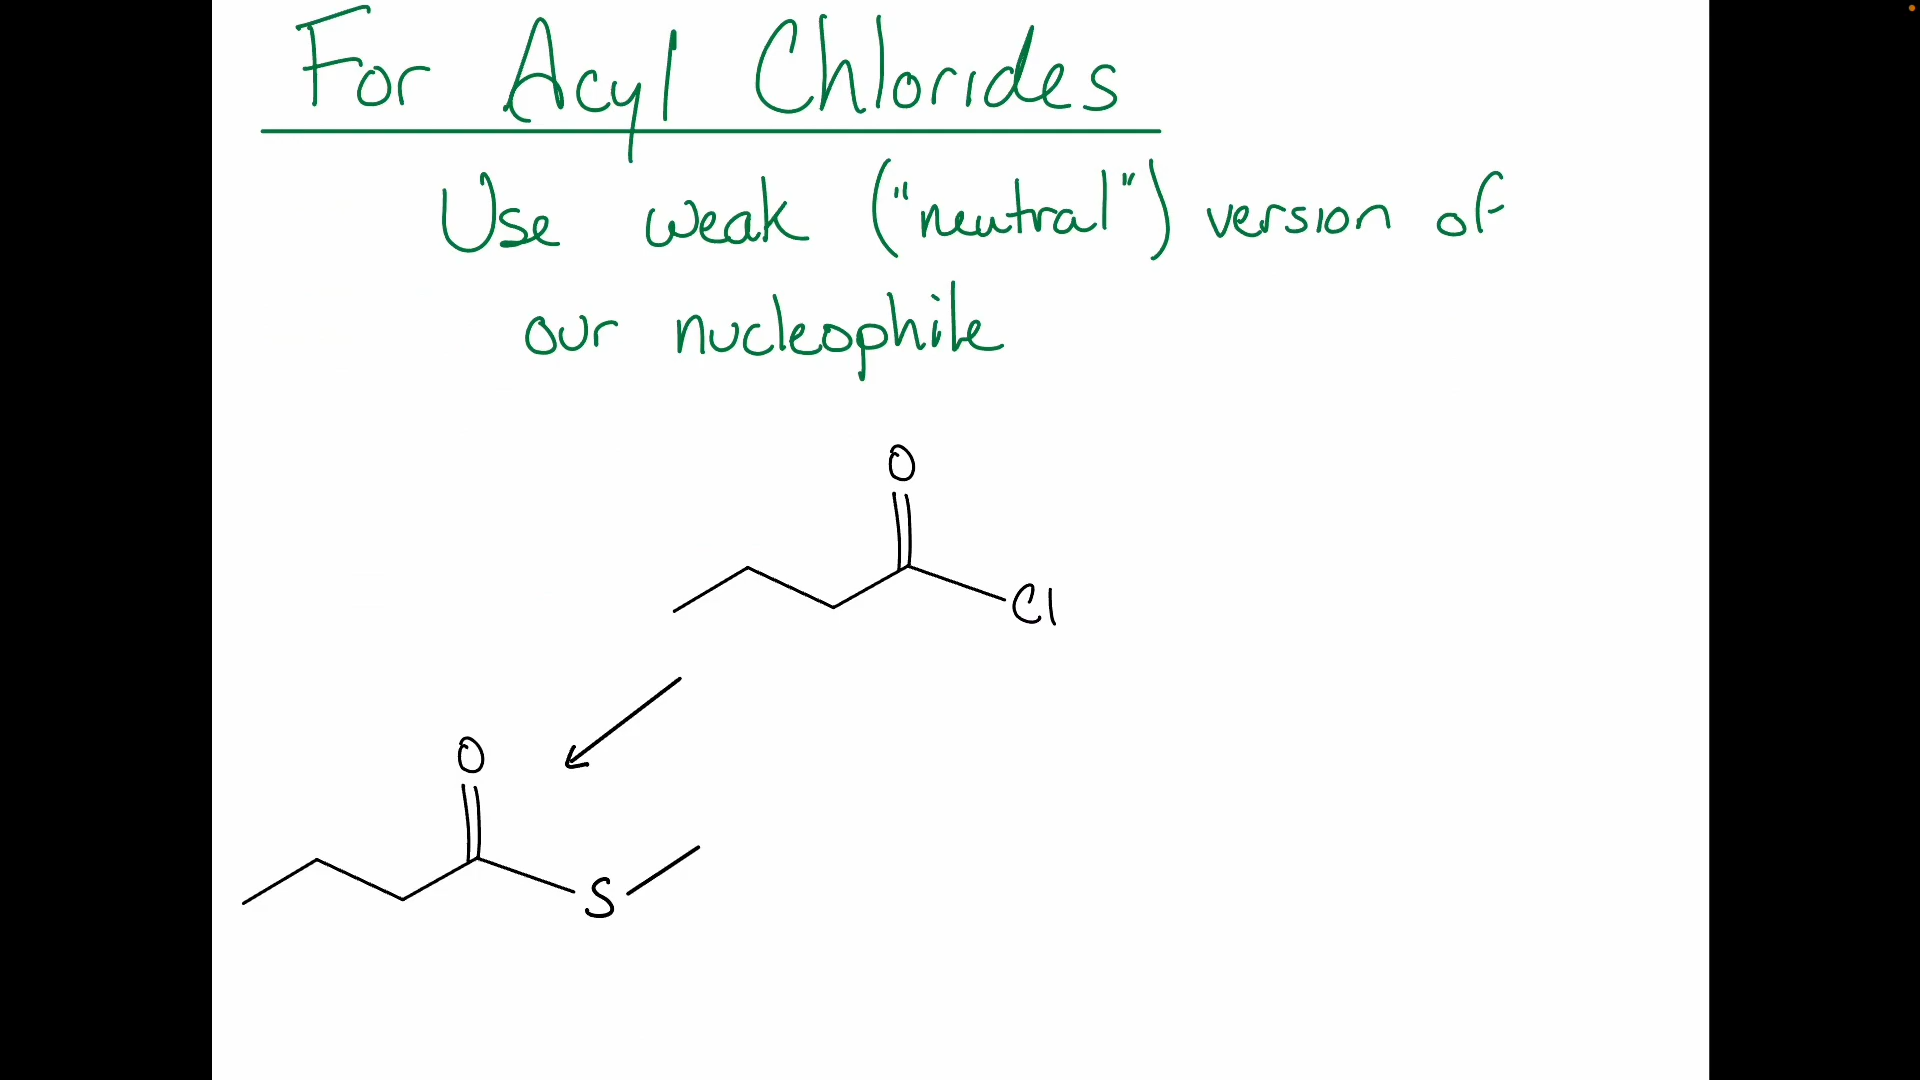 For Acyl Chlorides
Use weak ("neutral") version of
our nucleophile
O
Cl
O
S